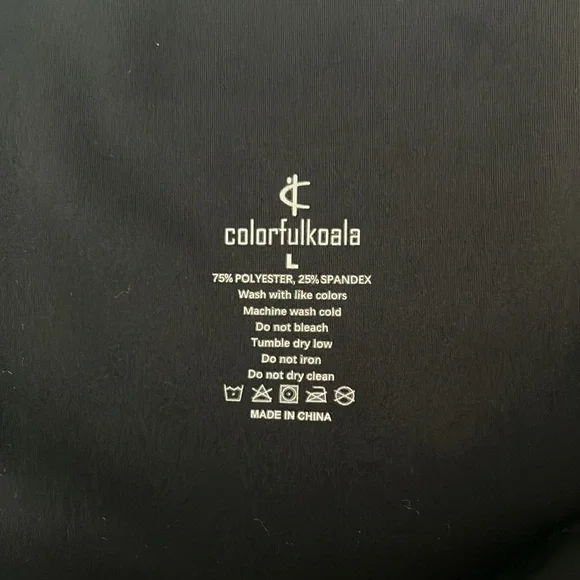 colorfulkoala
L
75% POLYESTER, 25% SPANDEX
Wash with like colors
Machine wash cold
Do not bleach
Tumble dry low
Do not iron
Do not dry clean
MADE IN CHINA